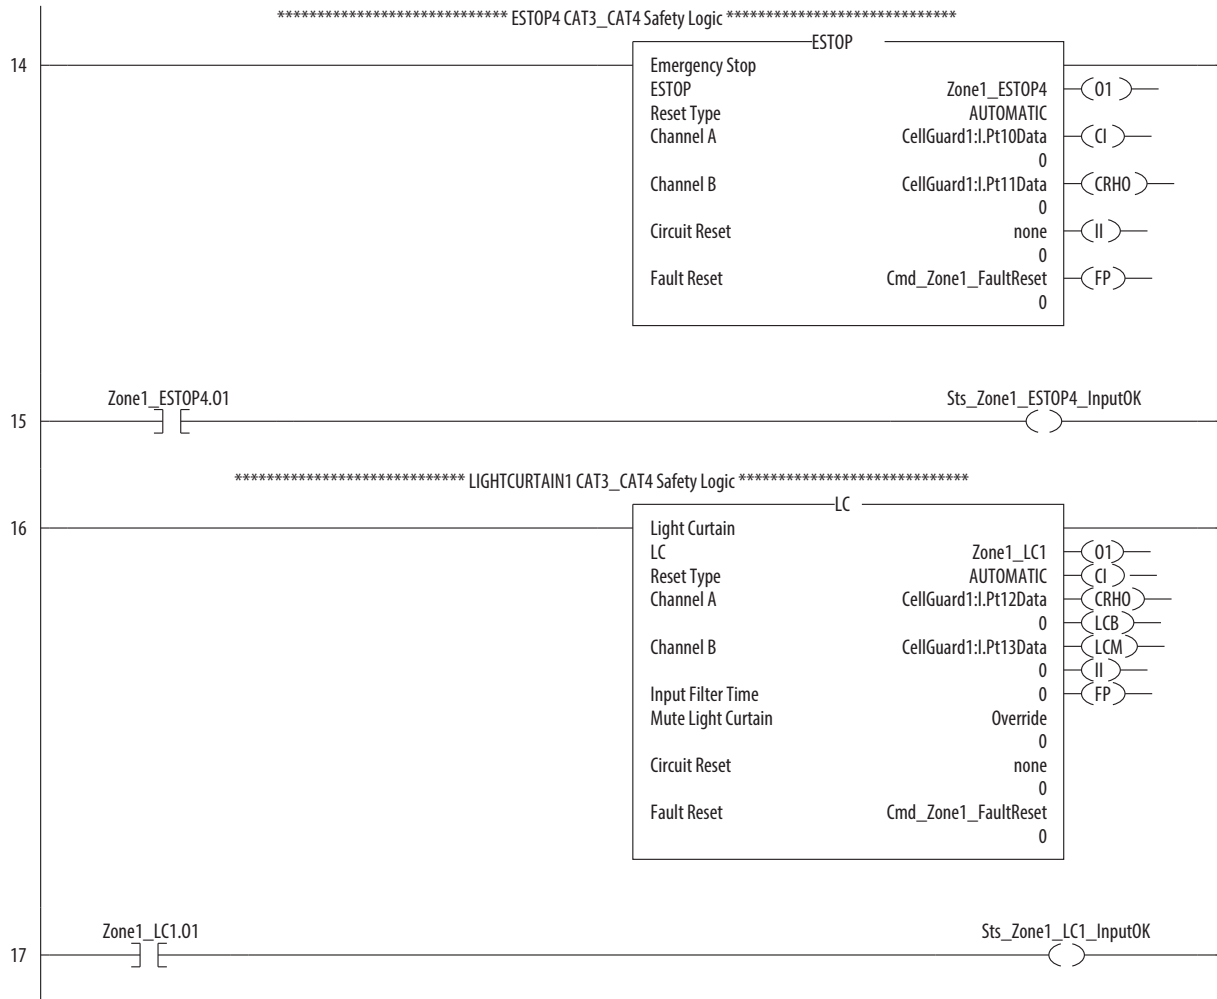 ***************************** ESTOP4 CAT3_CAT4 Safety Logic *****************************
ESTOP
14
Emergency Stop
ESTOP Zone1_ESTOP4 O1
Reset Type AUTOMATIC
Channel A CellGuard1:I.Pt10Data CI
0
Channel B CellGuard1:I.Pt11Data CRHO
0
Circuit Reset none II
0
Fault Reset Cmd_Zone1_FaultReset FP
0
Zone1_ESTOP4.O1 Sts_Zone1_ESTOP4_InputOK
15
***************************** LIGHTCURTAIN1 CAT3_CAT4 Safety Logic *****************************
LC
16 Light Curtain
LC Zone1_LC1 O1
Reset Type AUTOMATIC CI
Channel A CellGuard1:I.Pt12Data CRHO
0 LCB
Channel B CellGuard1:I.Pt13Data LCM
0 II
Input Filter Time 0 FP
Mute Light Curtain Override
0
Circuit Reset none
0
Fault Reset Cmd_Zone1_FaultReset
0
Zone1_LC1.O1 Sts_Zone1_LC1_InputOK
17